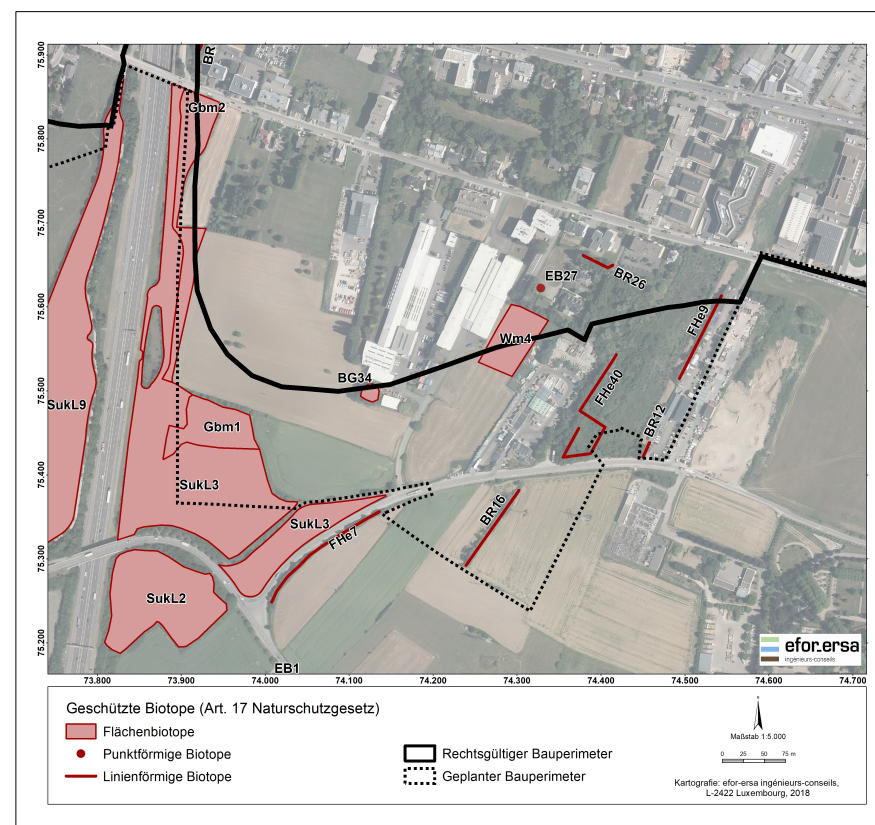 BR
Gbm2
EB27
BR26
FHe9
Wm4
BG34
FHe40
SukL9
Gbm1
BR12
SukL3
BR16
SukL3
FHe7
SukL2
EB1
75.900
75.800
75.700
75.600
75.500
75.400
75.300
75.200
73.800 73.900 74.000 74.100 74.200 74.300 74.400 74.500 74.600 74.700
efor.ersa
ingénieurs-conseils
Geschützte Biotope (Art. 17 Naturschutzgesetz)
Flächenbiotope
Punktförmige Biotope
Linienförmige Biotope
Rechtsgültiger Bauperimeter
Geplanter Bauperimeter
Maßstab 1:5.000
0 25 50 75 m
Kartografie: efor-ersa ingénieurs-conseils,
L-2422 Luxembourg, 2018